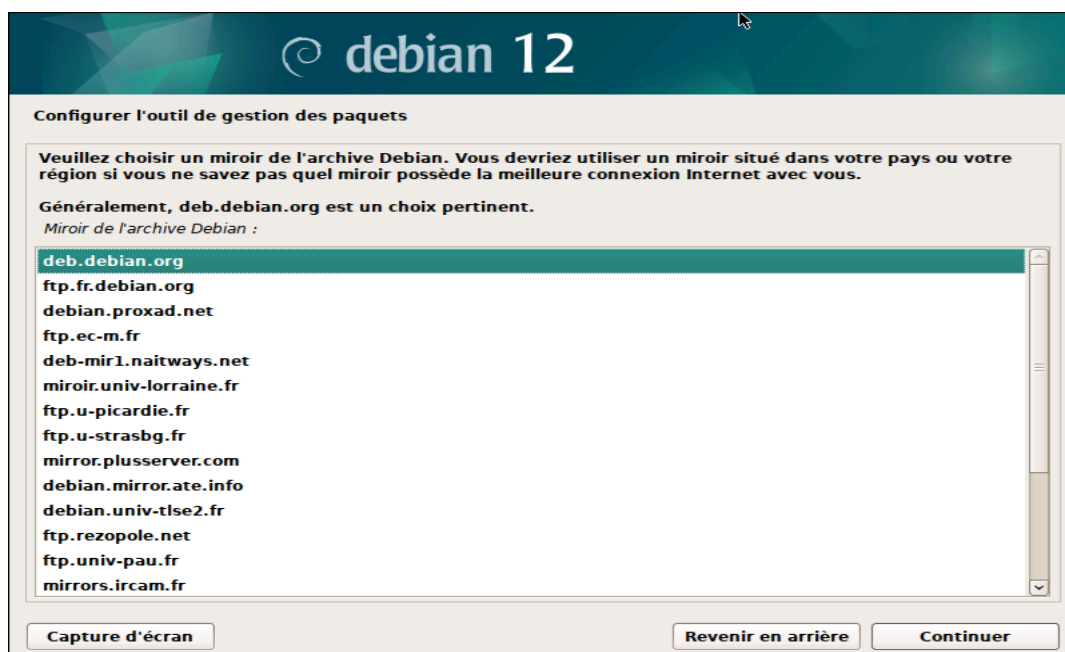 debian 12
Configurer l'outil de gestion des paquets
Veuillez choisir un miroir de l'archive Debian. Vous devriez utiliser un miroir situé dans votre pays ou votre
région si vous ne savez pas quel miroir possède la meilleure connexion Internet avec vous.
Généralement, deb.debian.org est un choix pertinent.
Miroir de l'archive Debian :
deb.debian.org
ftp.fr.debian.org
debian.proxad.net
ftp.ec-m.fr
deb-mir1.naitways.net
miroir.univ-lorraine.fr
ftp.u-picardie.fr
ftp.u-strasbg.fr
mirror.plusserver.com
debian.mirror.ate.info
debian.univ-tlse2.fr
ftp.rezopole.net
ftp.univ-pau.fr
mirrors.ircam.fr
Capture d'écran Revenir en arrière Continuer